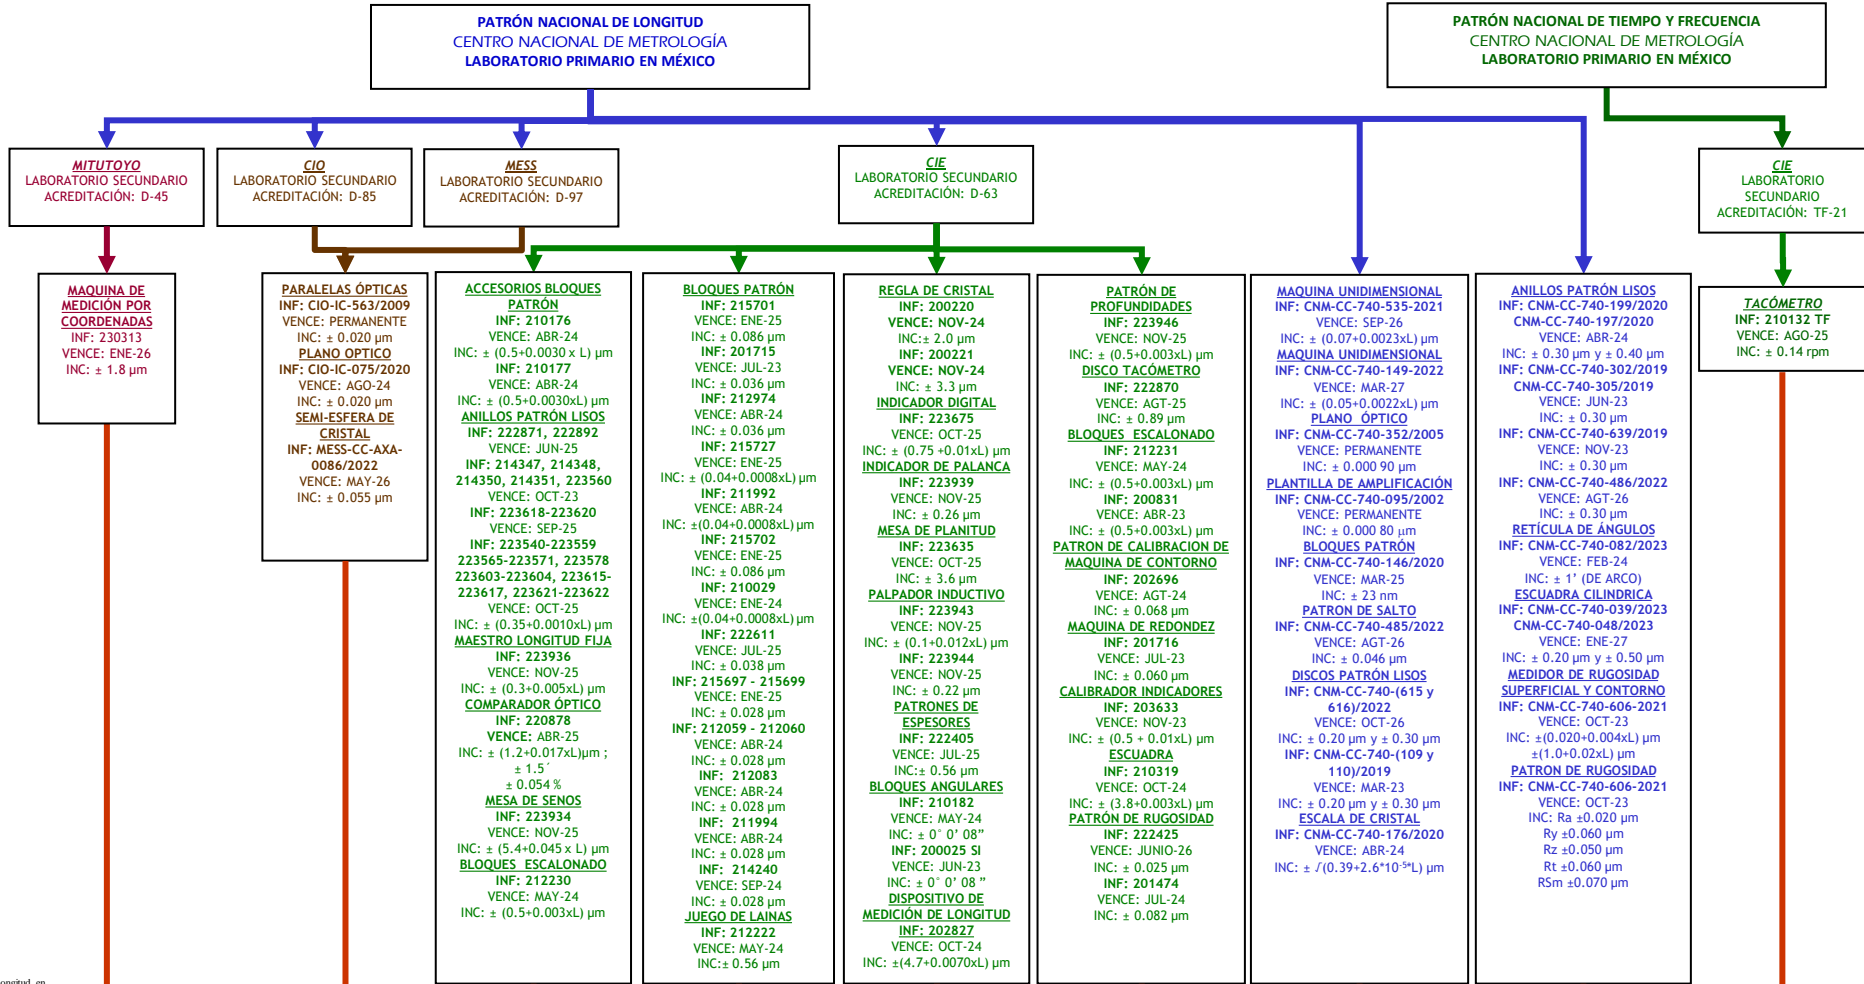 PATRÓN NACIONAL DE LONGITUD
CENTRO NACIONAL DE METROLOGÍA
LABORATORIO PRIMARIO EN MÉXICO
PATRÓN NACIONAL DE TIEMPO Y FRECUENCIA
CENTRO NACIONAL DE METROLOGÍA
LABORATORIO PRIMARIO EN MÉXICO
MITUTOYO
LABORATORIO SECUNDARIO
ACREDITACIÓN: D-45
CIO
LABORATORIO SECUNDARIO
ACREDITACIÓN: D-85
MESS
LABORATORIO SECUNDARIO
ACREDITACIÓN: D-97
CIE
LABORATORIO SECUNDARIO
ACREDITACIÓN: D-63
CIE
LABORATORIO
SECUNDARIO
ACREDITACIÓN: TF-21
MAQUINA DE
MEDICIÓN POR
COORDENADAS
INF: 230313
VENCE: ENE-26
INC: ± 1.8 µm
PARALELAS ÓPTICAS
INF: CIO-IC-563/2009
VENCE: PERMANENTE
INC: ± 0.020 µm
PLANO OPTICO
INF: CIO-IC-075/2020
VENCE: AGO-24
INC: ± 0.020 µm
SEMI-ESFERA DE
CRISTAL
INF: MESS-CC-AXA-
0086/2022
VENCE: MAY-26
INC: ± 0.055 µm
ACCESORIOS BLOQUES
PATRÓN
INF: 210176
VENCE: ABR-24
INC: ± (0.5+0.0030 x L) µm
INF: 210177
VENCE: ABR-24
INC: ± (0.5+0.0030xL) µm
ANILLOS PATRÓN LISOS
INF: 222871, 222892
VENCE: JUN-25
INF: 214347, 214348,
214350, 214351, 223560
VENCE: OCT-23
INF: 223618-223620
VENCE: SEP-25
INF: 223540-223559
223565-223571, 223578
223603-223604, 223615-
223617, 223621-223622
VENCE: OCT-25
INC: ± (0.35+0.0010xL) µm
MAESTRO LONGITUD FIJA
INF: 223936
VENCE: NOV-25
INC: ± (0.3+0.005xL) µm
COMPARADOR ÓPTICO
INF: 220878
VENCE: ABR-25
INC: ± (1.2+0.017xL)µm ;
± 1.5´
± 0.054 %
MESA DE SENOS
INF: 223934
VENCE: NOV-25
INC: ± (5.4+0.045 x L) µm
BLOQUES ESCALONADO
INF: 212230
VENCE: MAY-24
INC: ± (0.5+0.003xL) µm
BLOQUES PATRÓN
INF: 215701
VENCE: ENE-25
INC: ± 0.086 µm
INF: 201715
VENCE: JUL-23
INC: ± 0.036 µm
INF: 212974
VENCE: ABR-24
INC: ± 0.036 µm
INF: 215727
VENCE: ENE-25
INC: ± (0.04+0.0008xL) µm
INF: 211992
VENCE: ABR-24
INC: ±(0.04+0.0008xL) µm
INF: 215702
VENCE: ENE-25
INC: ± 0.086 µm
INF: 210029
VENCE: ENE-24
INC: ±(0.04+0.0008xL) µm
INF: 222611
VENCE: JUL-25
INC: ± 0.038 µm
INF: 215697 - 215699
VENCE: ENE-25
INC: ± 0.028 µm
INF: 212059 - 212060
VENCE: ABR-24
INC: ± 0.028 µm
INF: 212083
VENCE: ABR-24
INC: ± 0.028 µm
INF: 211994
VENCE: ABR-24
INC: ± 0.028 µm
INF: 214240
VENCE: SEP-24
INC: ± 0.028 µm
JUEGO DE LAINAS
INF: 212222
VENCE: MAY-24
INC:± 0.56 µm
REGLA DE CRISTAL
INF: 200220
VENCE: NOV-24
INC:± 2.0 µm
INF: 200221
VENCE: NOV-24
INC: ± 3.3 µm
INDICADOR DIGITAL
INF: 223675
VENCE: OCT-25
INC: ± (0.75 +0.01xL) µm
INDICADOR DE PALANCA
INF: 223939
VENCE: NOV-25
INC: ± 0.26 µm
MESA DE PLANITUD
INF: 223635
VENCE: OCT-25
INC: ± 3.6 µm
PALPADOR INDUCTIVO
INF: 223943
VENCE: NOV-25
INC: ± (0.1+0.012xL) µm
INF: 223944
VENCE: NOV-25
INC: ± 0.22 µm
PATRONES DE
ESPESORES
INF: 222405
VENCE: JUL-25
INC:± 0.56 µm
BLOQUES ANGULARES
INF: 210182
VENCE: MAY-24
INC: ± 0° 0’ 08”
INF: 200025 SI
VENCE: JUN-23
INC: ± 0° 0’ 08 ”
DISPOSITIVO DE
MEDICIÓN DE LONGITUD
INF: 202827
VENCE: OCT-24
INC: ±(4.7+0.0070xL) µm
PATRÓN DE
PROFUNDIDADES
INF: 223946
VENCE: NOV-25
INC: ± (0.5+0.003xL) µm
DISCO TACÓMETRO
INF: 222870
VENCE: AGT-25
INC: ± 0.89 µm
BLOQUES ESCALONADO
INF: 212231
VENCE: MAY-24
INC: ± (0.5+0.003xL) µm
INF: 200831
VENCE: ABR-23
INC: ± (0.5+0.003xL) µm
PATRON DE CALIBRACION DE
MAQUINA DE CONTORNO
INF: 202696
VENCE: AGT-24
INC: ± 0.068 µm
MAQUINA DE REDONDEZ
INF: 201716
VENCE: JUL-23
INC: ± 0.060 µm
CALIBRADOR INDICADORES
INF: 203633
VENCE: NOV-23
INC: ± (0.5 + 0.01xL) µm
ESCUADRA
INF: 210319
VENCE: OCT-24
INC: ± (3.8+0.003xL) µm
PATRÓN DE RUGOSIDAD
INF: 222425
VENCE: JUNIO-26
INC: ± 0.025 µm
INF: 201474
VENCE: JUL-24
INC: ± 0.082 µm
MAQUINA UNIDIMENSIONAL
INF: CNM-CC-740-535-2021
VENCE: SEP-26
INC: ± (0.07+0.0023xL) µm
MAQUINA UNIDIMENSIONAL
INF: CNM-CC-740-149-2022
VENCE: MAR-27
INC: ± (0.05+0.0022xL) µm
PLANO ÓPTICO
INF: CNM-CC-740-352/2005
VENCE: PERMANENTE
INC: ± 0.000 90 µm
PLANTILLA DE AMPLIFICACIÓN
INF: CNM-CC-740-095/2002
VENCE: PERMANENTE
INC: ± 0.000 80 µm
BLOQUES PATRÓN
INF: CNM-CC-740-146/2020
VENCE: MAR-25
INC: ± 23 nm
PATRON DE SALTO
INF: CNM-CC-740-485/2022
VENCE: AGT-26
INC: ± 0.046 µm
DISCOS PATRÓN LISOS
INF: CNM-CC-740-(615 y
616)/2022
VENCE: OCT-26
INC: ± 0.20 µm y ± 0.30 µm
INF: CNM-CC-740-(109 y
110)/2019
VENCE: MAR-23
INC: ± 0.20 µm y ± 0.30 µm
ESCALA DE CRISTAL
INF: CNM-CC-740-176/2020
VENCE: ABR-24
INC: ± √(0.39+2.6*10⁻⁵*L) µm
ANILLOS PATRÓN LISOS
INF: CNM-CC-740-199/2020
CNM-CC-740-197/2020
VENCE: ABR-24
INC: ± 0.30 µm y ± 0.40 µm
INF: CNM-CC-740-302/2019
CNM-CC-740-305/2019
VENCE: JUN-23
INC: ± 0.30 µm
INF: CNM-CC-740-639/2019
VENCE: NOV-23
INC: ± 0.30 µm
INF: CNM-CC-740-486/2022
VENCE: AGT-26
INC: ± 0.30 µm
RETÍCULA DE ÁNGULOS
INF: CNM-CC-740-082/2023
VENCE: FEB-24
INC: ± 1’ (DE ARCO)
ESCUADRA CILINDRICA
INF: CNM-CC-740-039/2023
CNM-CC-740-048/2023
VENCE: ENE-27
INC: ± 0.20 µm y ± 0.50 µm
MEDIDOR DE RUGOSIDAD
SUPERFICIAL Y CONTORNO
INF: CNM-CC-740-606-2021
VENCE: OCT-23
INC: ±(0.020+0.004xL) µm
±(1.0+0.02xL) µm
PATRON DE RUGOSIDAD
INF: CNM-CC-740-606-2021
VENCE: OCT-23
INC: Ra ±0.020 µm
Ry ±0.060 µm
Rz ±0.050 µm
Rt ±0.060 µm
RSm ±0.070 µm
TACÓMETRO
INF: 210132 TF
VENCE: AGO-25
INC: ± 0.14 rpm